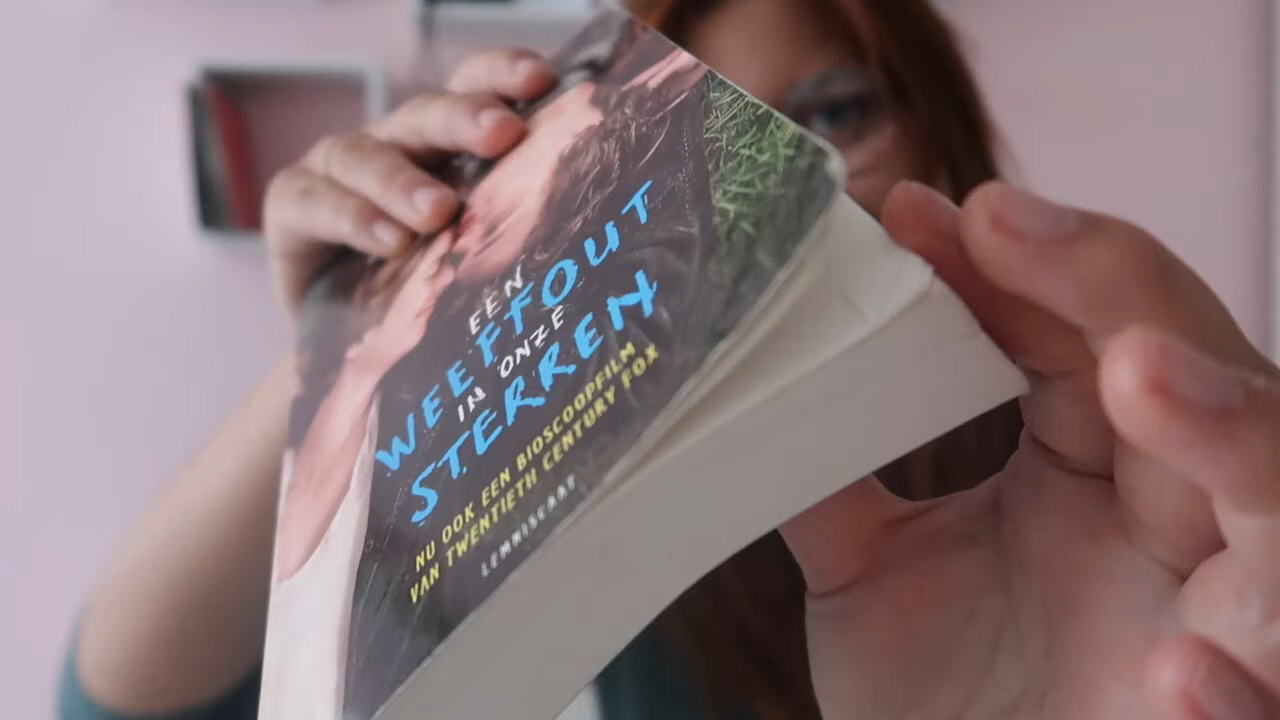 EEN
WEEFFOUT
IN ONZE
STERREN
NU OOK EEN BIOSCOOPFILM
VAN TWENTIETH CENTURY FOX
LEMNISCAAT